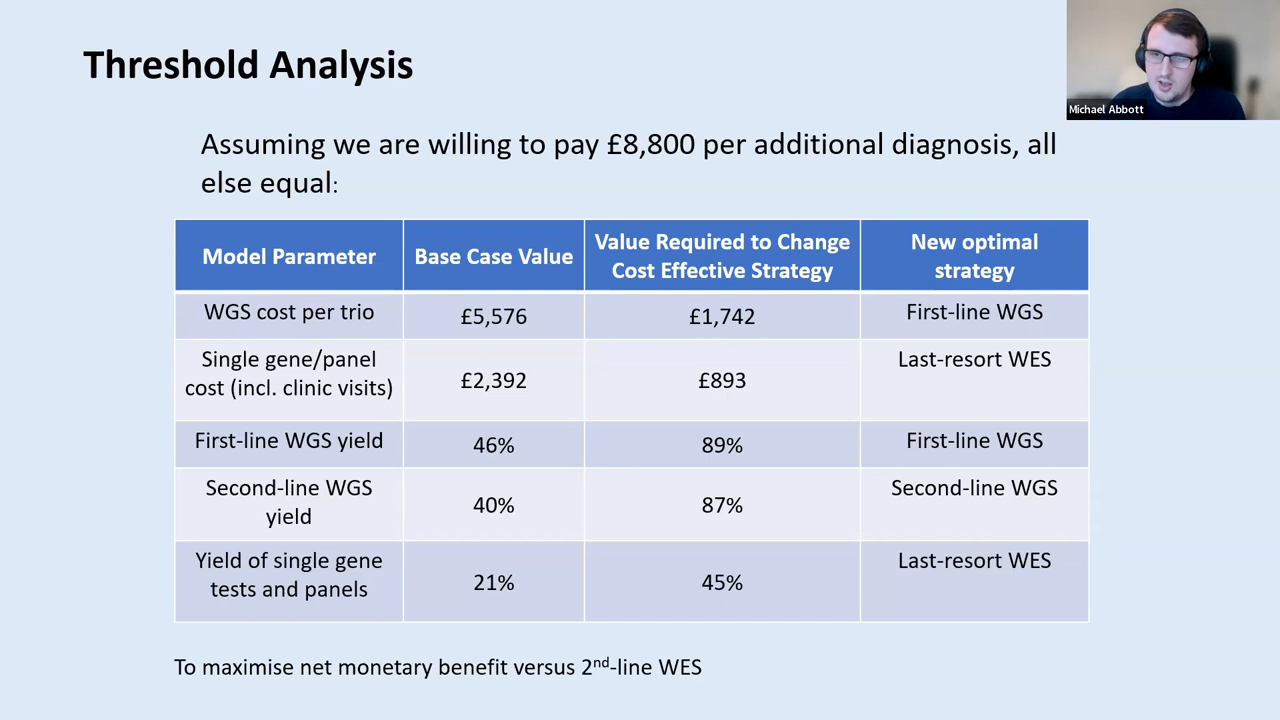 Threshold Analysis
Michael Abbott
Assuming we are willing to pay £8,800 per additional diagnosis, all
else equal:
Model Parameter
Base Case Value
Value Required to Change
Cost Effective Strategy
New optimal
strategy
WGS cost per trio
£5,576
£1,742
First-line WGS
Single gene/panel
cost (incl. clinic visits)
£2,392
£893
Last-resort WES
First-line WGS yield
46%
89%
First-line WGS
Second-line WGS
yield
40%
87%
Second-line WGS
Yield of single gene
tests and panels
21%
45%
Last-resort WES
To maximise net monetary benefit versus 2nd-line WES